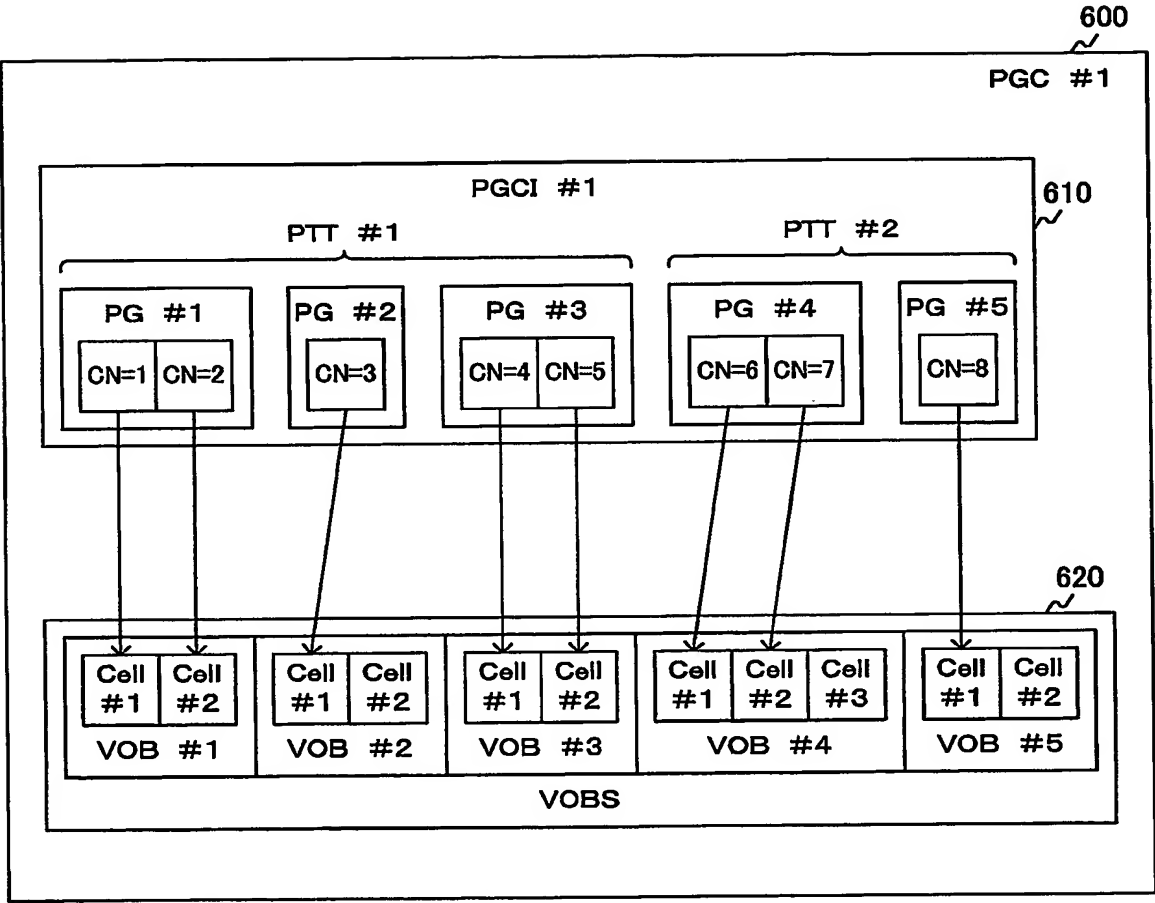 600
PGC #1
PGCI #1
610
PTT #1
PTT #2
PG #1
PG #2
PG #3
PG #4
PG #5
CN=1
CN=2
CN=3
CN=4
CN=5
CN=6
CN=7
CN=8
620
Cell #1
Cell #2
Cell #1
Cell #2
Cell #1
Cell #2
Cell #1
Cell #2
Cell #3
Cell #1
Cell #2
VOB #1
VOB #2
VOB #3
VOB #4
VOB #5
VOBS